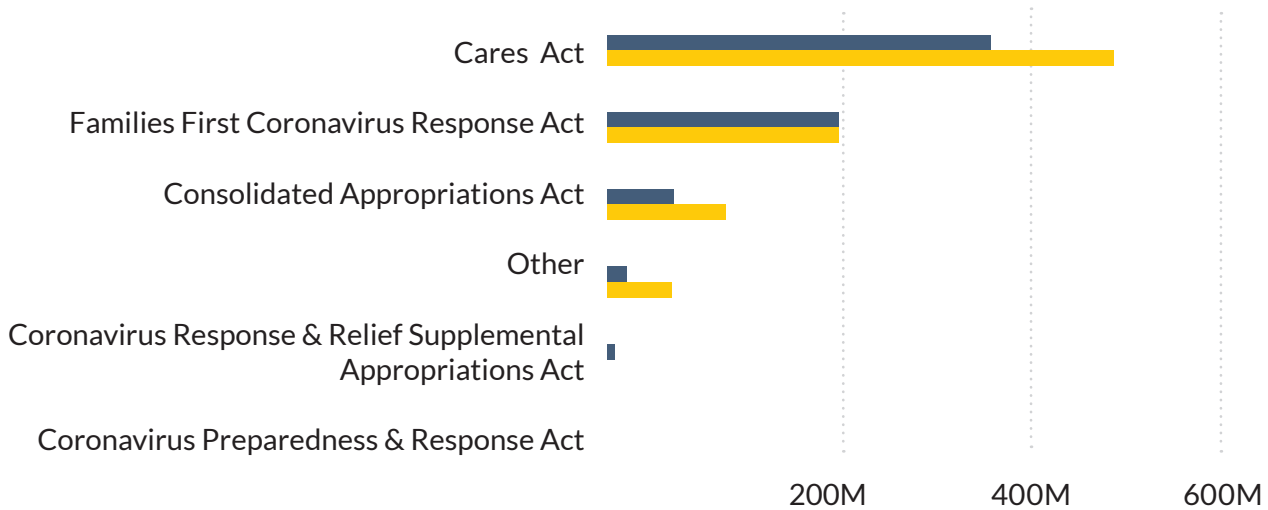 Cares Act
Families First Coronavirus Response Act
Consolidated Appropriations Act
Other
Coronavirus Response & Relief Supplemental
Appropriations Act
Coronavirus Preparedness & Response Act
200M 400M 600M